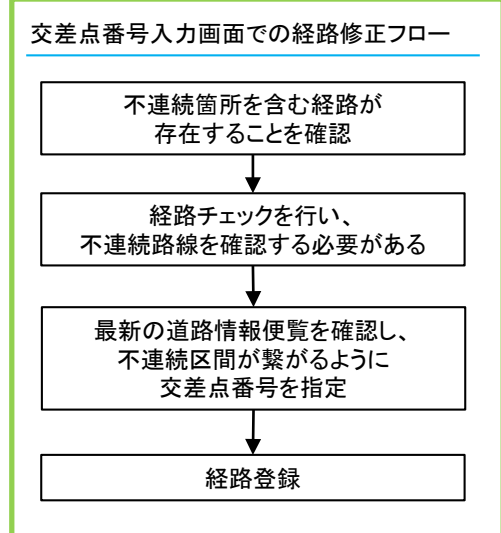 交差点番号入力画面での経路修正フロー
不連続箇所を含む経路が
存在することを確認
経路チェックを行い、
不連続路線を確認する必要がある
最新の道路情報便覧を確認し、
不連続区間が繋がるように
交差点番号を指定
経路登録